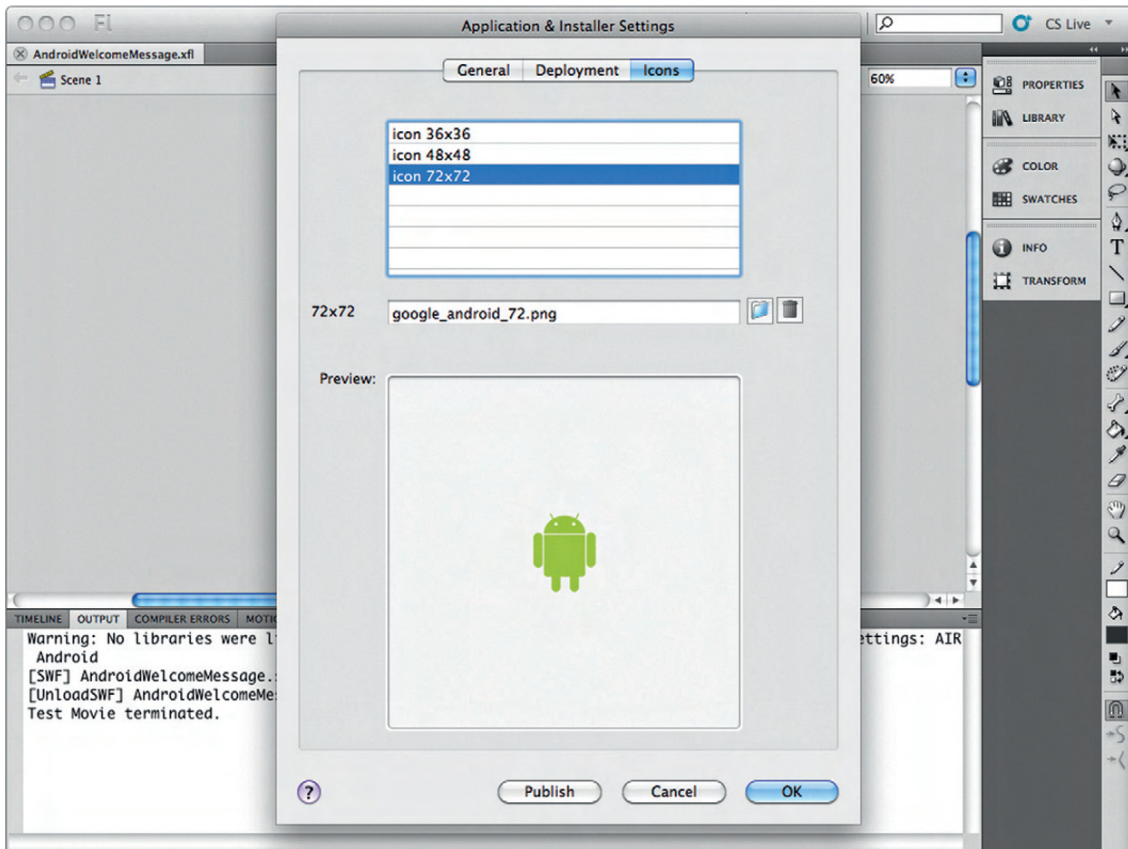 Fl
CS Live
Application & Installer Settings
AndroidWelcomeMessage.xfl
Scene 1
60%
General Deployment Icons
icon 36x36
icon 48x48
icon 72x72
72x72 google_android_72.png
Preview:
PROPERTIES
LIBRARY
COLOR
SWATCHES
INFO
TRANSFORM
T
TIMELINE OUTPUT COMPILER ERRORS
Warning: No libraries were ettings: AIR
Android
[SWF] AndroidWelcomeMessage.
[UnloadSWF]
Test Movie terminated.
? Publish Cancel OK